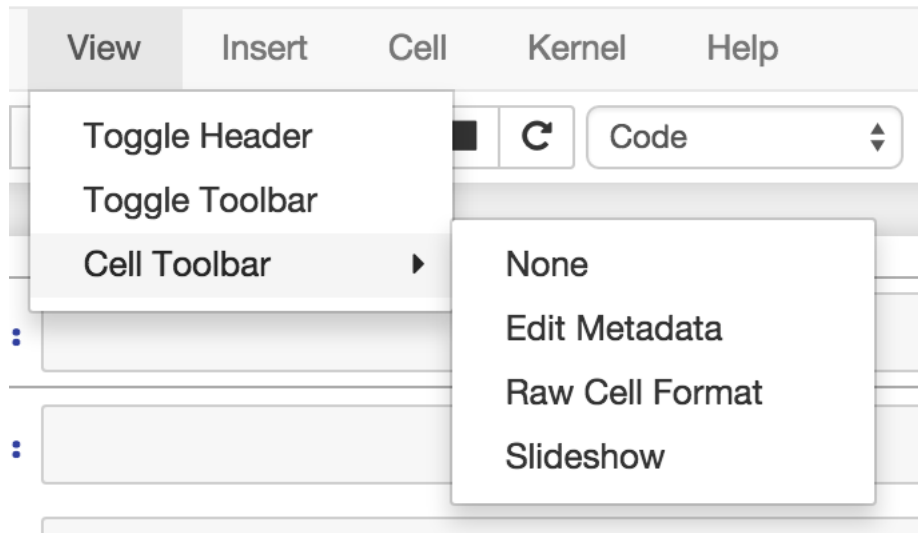 View Insert Cell Kernel Help
Toggle Header
Code
Toggle Toolbar
Cell Toolbar
None
Edit Metadata
Raw Cell Format
Slideshow